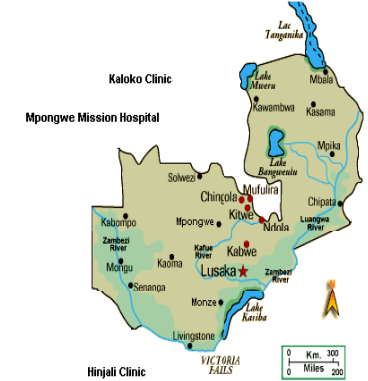 Lac
Tanganika
Kaloko Clinic
Lake
Mweru
Mbala
Kawambwa
Kasama
Mpongwe Mission Hospital
Mpika
Lake
Bangweulu
Solwezi
Mufulira
Chingola
Kitwe
Chipata
Kabompo
Mpongwe
Ndola
Luangwa
River
Zambezi
River
Kafue
River
Kabwe
Mongu
Kaoma
Lusaka
Zambezi
River
Senanga
Monze
Lake
Kariba
N
Livingstone
VICTORIA
FALLS
Hinjali Clinic
0 Km. 300
0 Miles 200